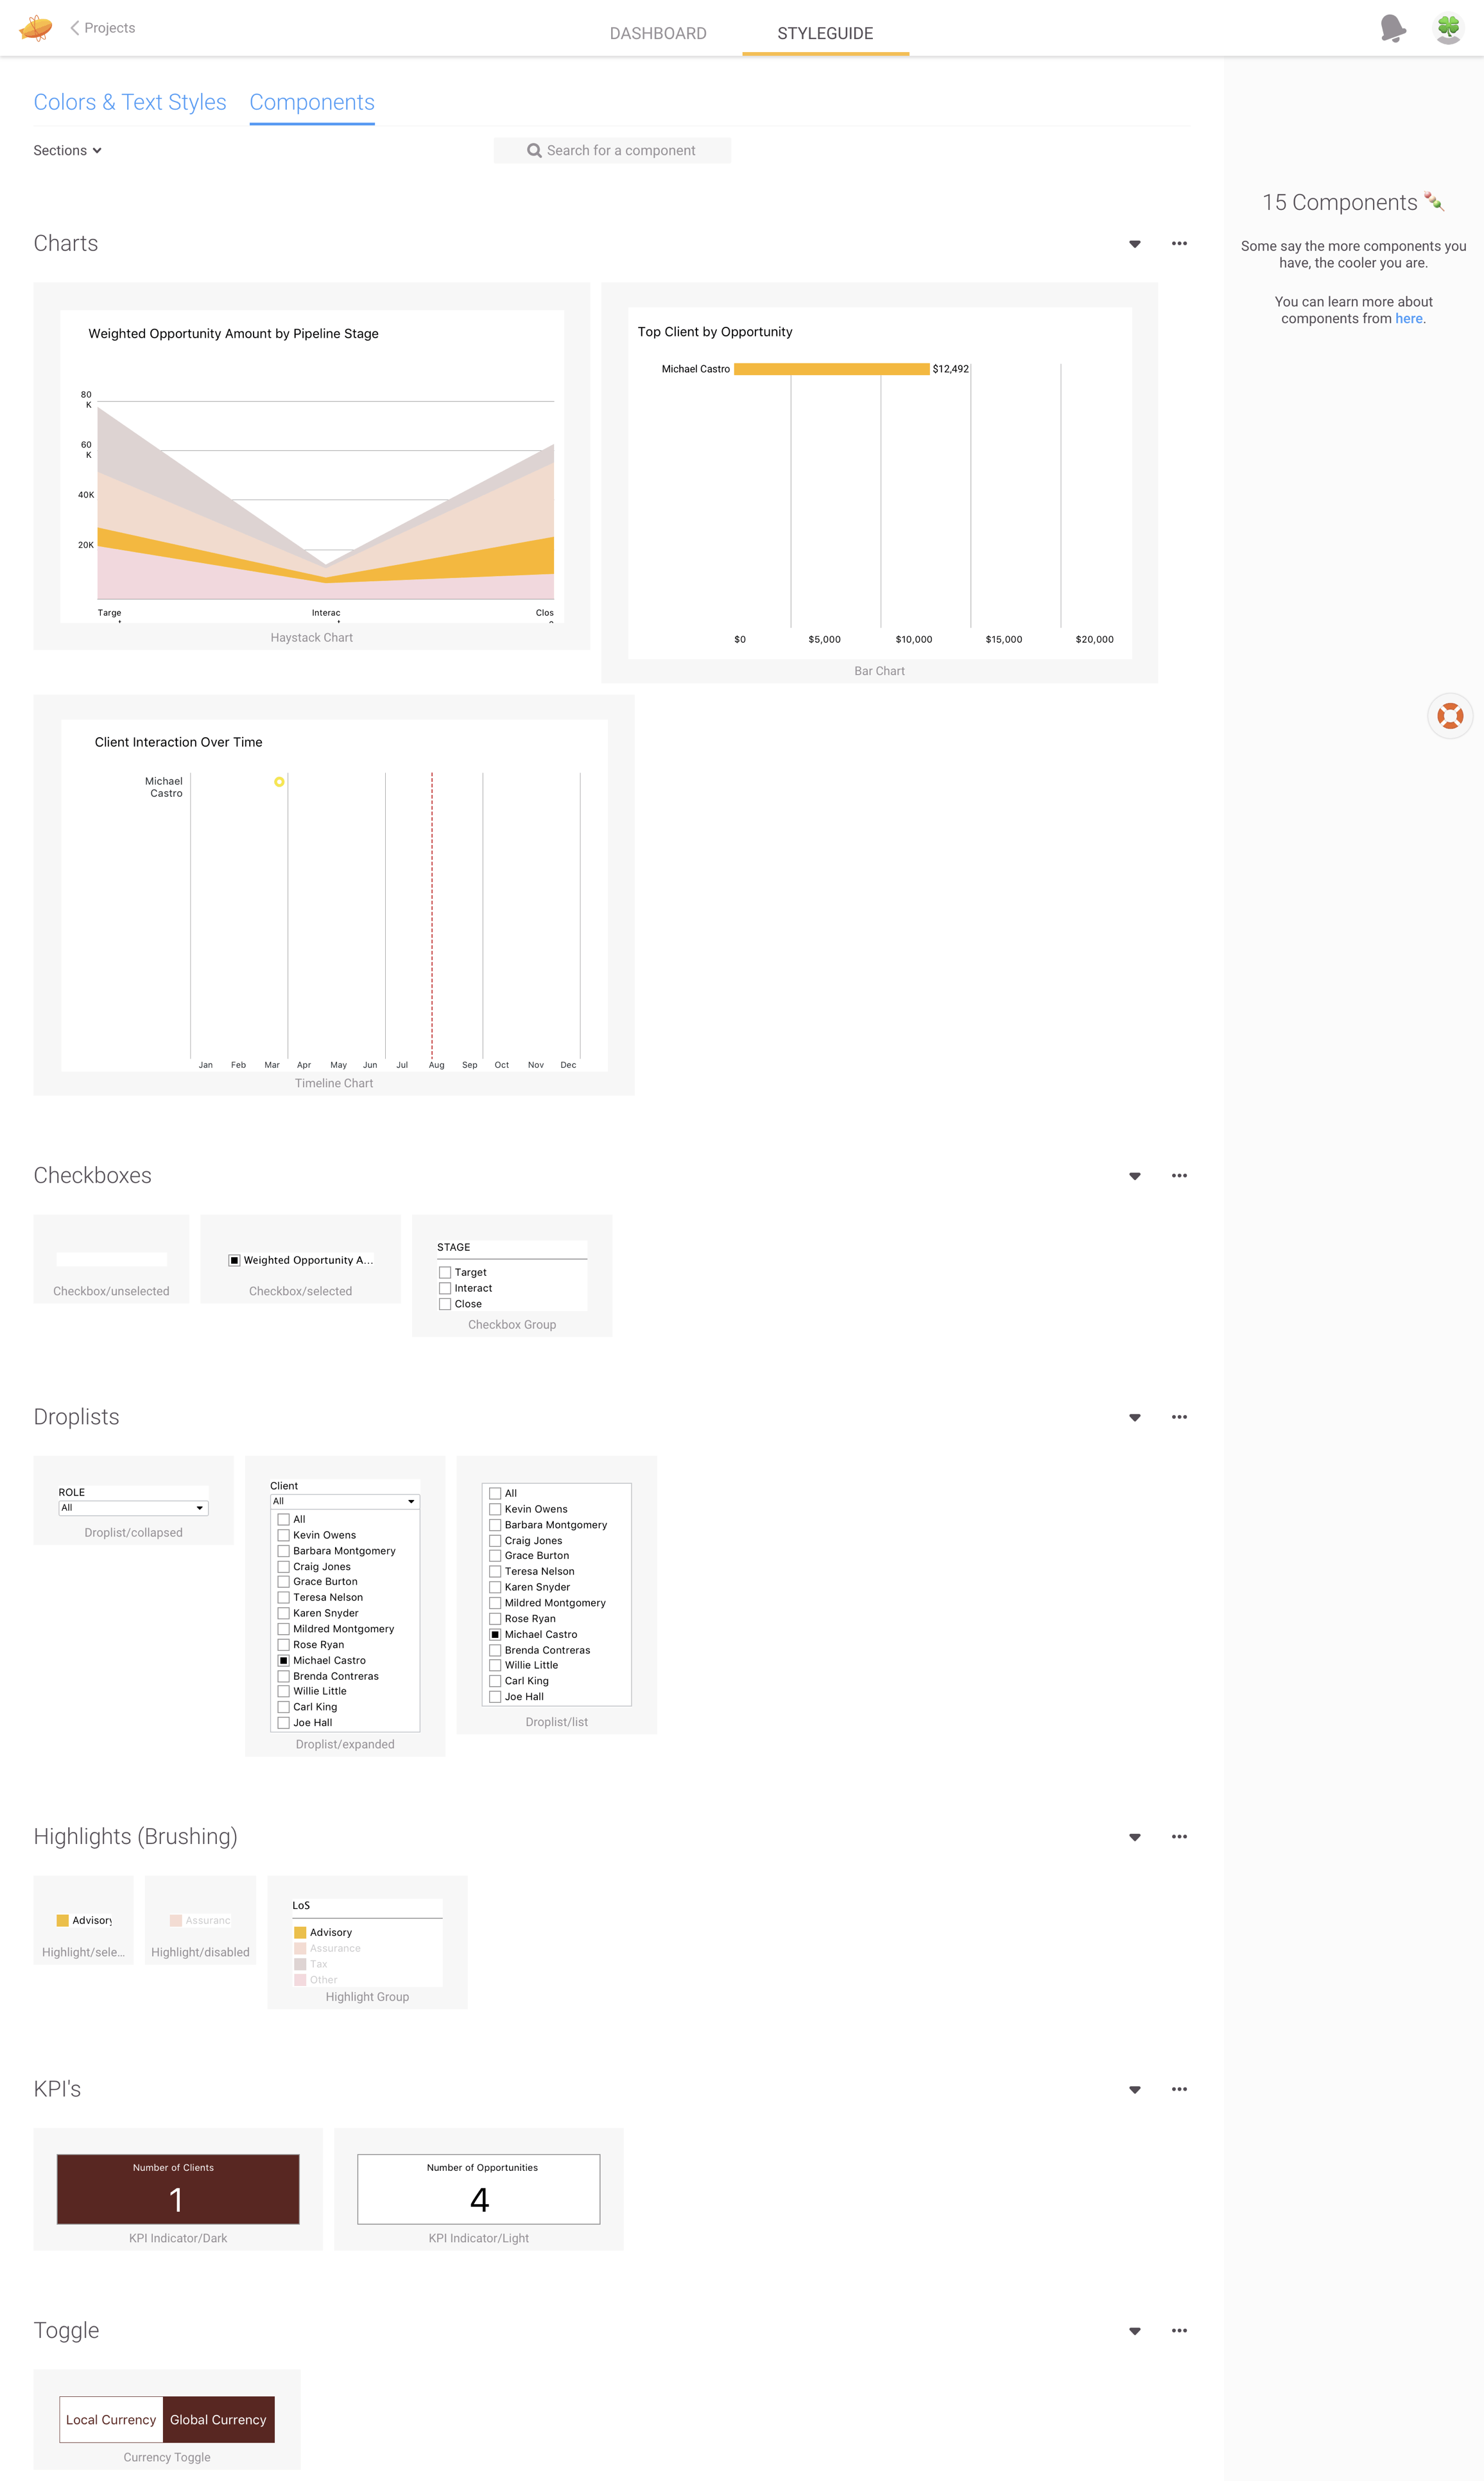 Projects
DASHBOARD
STYLEGUIDE
Colors & Text Styles
Components
Sections
Search for a component
15 Components
Some say the more components you
have, the cooler you are.
You can learn more about
components from here.
Charts
Weighted Opportunity Amount by Pipeline Stage
80
K
60
K
40K
20K
Targe
Interac
Clos
Haystack Chart
Top Client by Opportunity
Michael Castro
$12,492
$0
$5,000
$10,000
$15,000
$20,000
Bar Chart
Client Interaction Over Time
Michael
Castro
Jan
Feb
Mar
Apr
May
Jun
Jul
Aug
Sep
Oct
Nov
Dec
Timeline Chart
Checkboxes
Checkbox/unselected
Weighted Opportunity A...
Checkbox/selected
STAGE
Target
Interact
Close
Checkbox Group
Droplists
ROLE
All
Droplist/collapsed
Client
All
All
Kevin Owens
Barbara Montgomery
Craig Jones
Grace Burton
Teresa Nelson
Karen Snyder
Mildred Montgomery
Rose Ryan
Michael Castro
Brenda Contreras
Willie Little
Carl King
Joe Hall
Droplist/expanded
All
Kevin Owens
Barbara Montgomery
Craig Jones
Grace Burton
Teresa Nelson
Karen Snyder
Mildred Montgomery
Rose Ryan
Michael Castro
Brenda Contreras
Willie Little
Carl King
Joe Hall
Droplist/list
Highlights (Brushing)
Advisory
Highlight/sele...
Assuranc
Highlight/disabled
LoS
Advisory
Assurance
Tax
Other
Highlight Group
KPI's
Number of Clients
1
KPI Indicator/Dark
Number of Opportunities
4
KPI Indicator/Light
Toggle
Local Currency
Global Currency
Currency Toggle